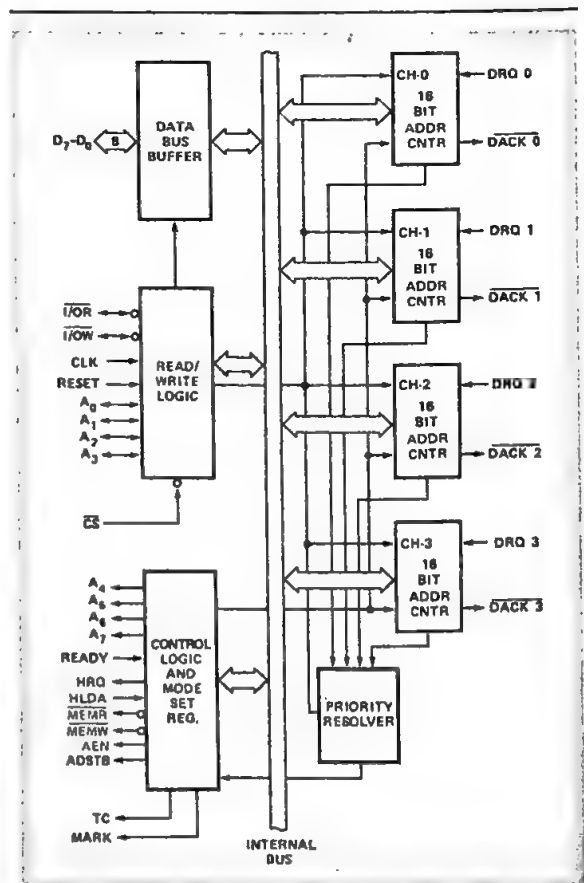 D7-D0
8
DATA
BUS
BUFFER
I/OR
I/OW
CLK
RESET
A0
A1
A2
A3
READ/
WRITE
LOGIC
CS
A4
A5
A6
A7
READY
HRQ
HLDA
MEMR
MEMW
AEN
ADSTB
CONTROL
LOGIC
AND
MODE
SET
REG.
TC
MARK
INTERNAL
BUS
CH-0
16
BIT
ADDR
CNTR
DRQ 0
DACK 0
CH-1
16
BIT
ADDR
CNTR
DRQ 1
DACK 1
CH-2
16
BIT
ADDR
CNTR
DRQ
DACK 2
CH-3
16
BIT
ADDR
CNTR
DRQ 3
DACK 3
PRIORITY
RESOLVER